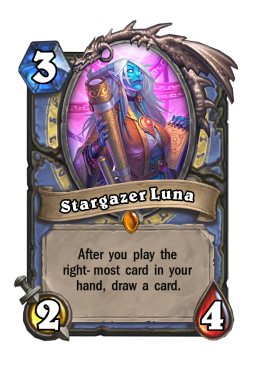 3
Stargazer Luna
After you play the
right- most card in your
hand, draw a card.
2
4